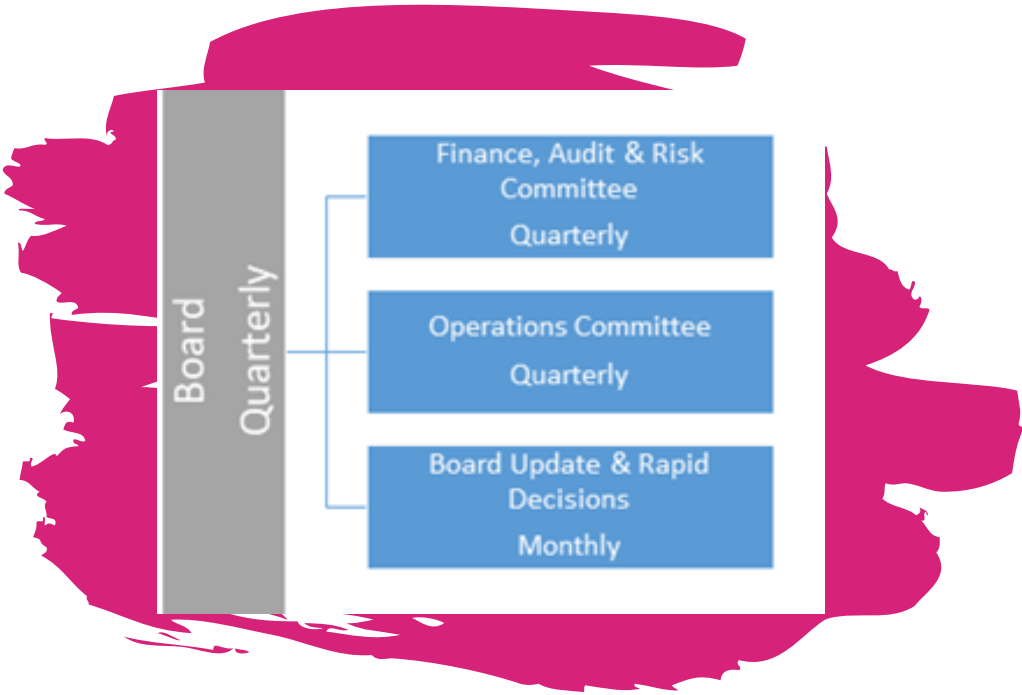 Board
Quarterly
Finance, Audit & Risk
Committee
Quarterly
Operations Committee
Quarterly
Board Update & Rapid
Decisions
Monthly